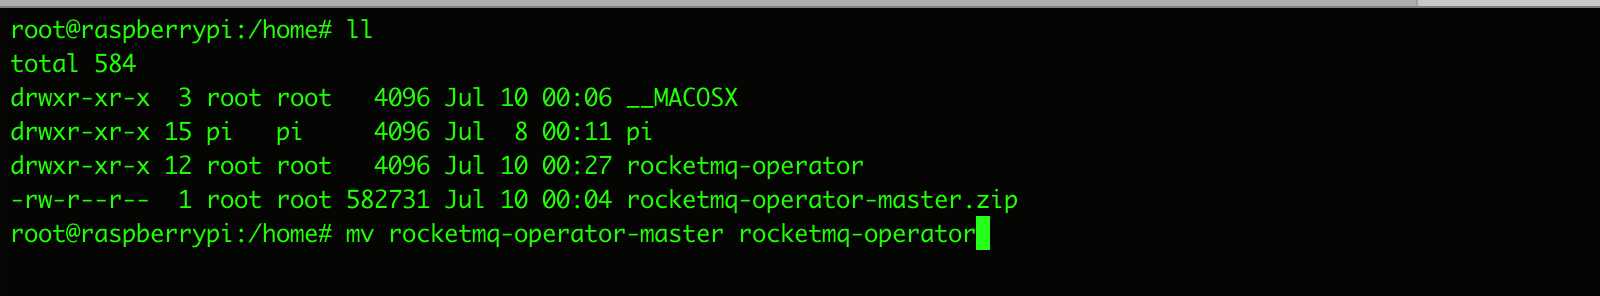 root@raspberrypi:/home# ll
total 584
drwxr-xr-x  3 root root   4096 Jul 10 00:06 __MACOSX
drwxr-xr-x 15 pi   pi     4096 Jul  8 00:11 pi
drwxr-xr-x 12 root root   4096 Jul 10 00:27 rocketmq-operator
-rw-r--r--  1 root root 582731 Jul 10 00:04 rocketmq-operator-master.zip
root@raspberrypi:/home# mv rocketmq-operator-master rocketmq-operator